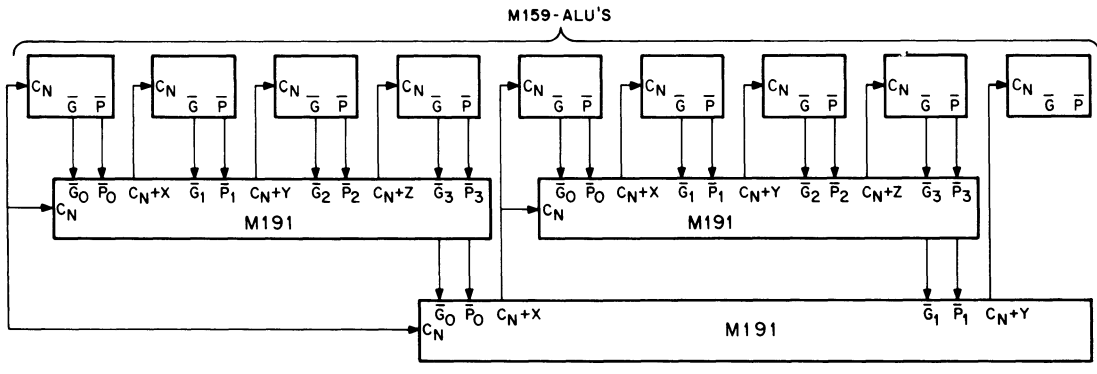 M159-ALU'S
C_N C_N C_N C_N C_N C_N C_N C_N C_N
G̅ P̅ G̅ P̅ G̅ P̅ G̅ P̅ G̅ P̅ G̅ P̅ G̅ P̅ G̅ P̅ G̅ P̅
G̅₀ P̅₀ C_N+X G̅₁ P̅₁ C_N+Y G̅₂ P̅₂ C_N+Z G̅₃ P̅₃ G̅₀ P̅₀ C_N+X G̅₁ P̅₁ C_N+Y G̅₂ P̅₂ C_N+Z G̅₃ P̅₃
C_N C_N
M191 M191
G̅₀ P̅₀ C_N+X G̅₁ P̅₁ C_N+Y
C_N M191